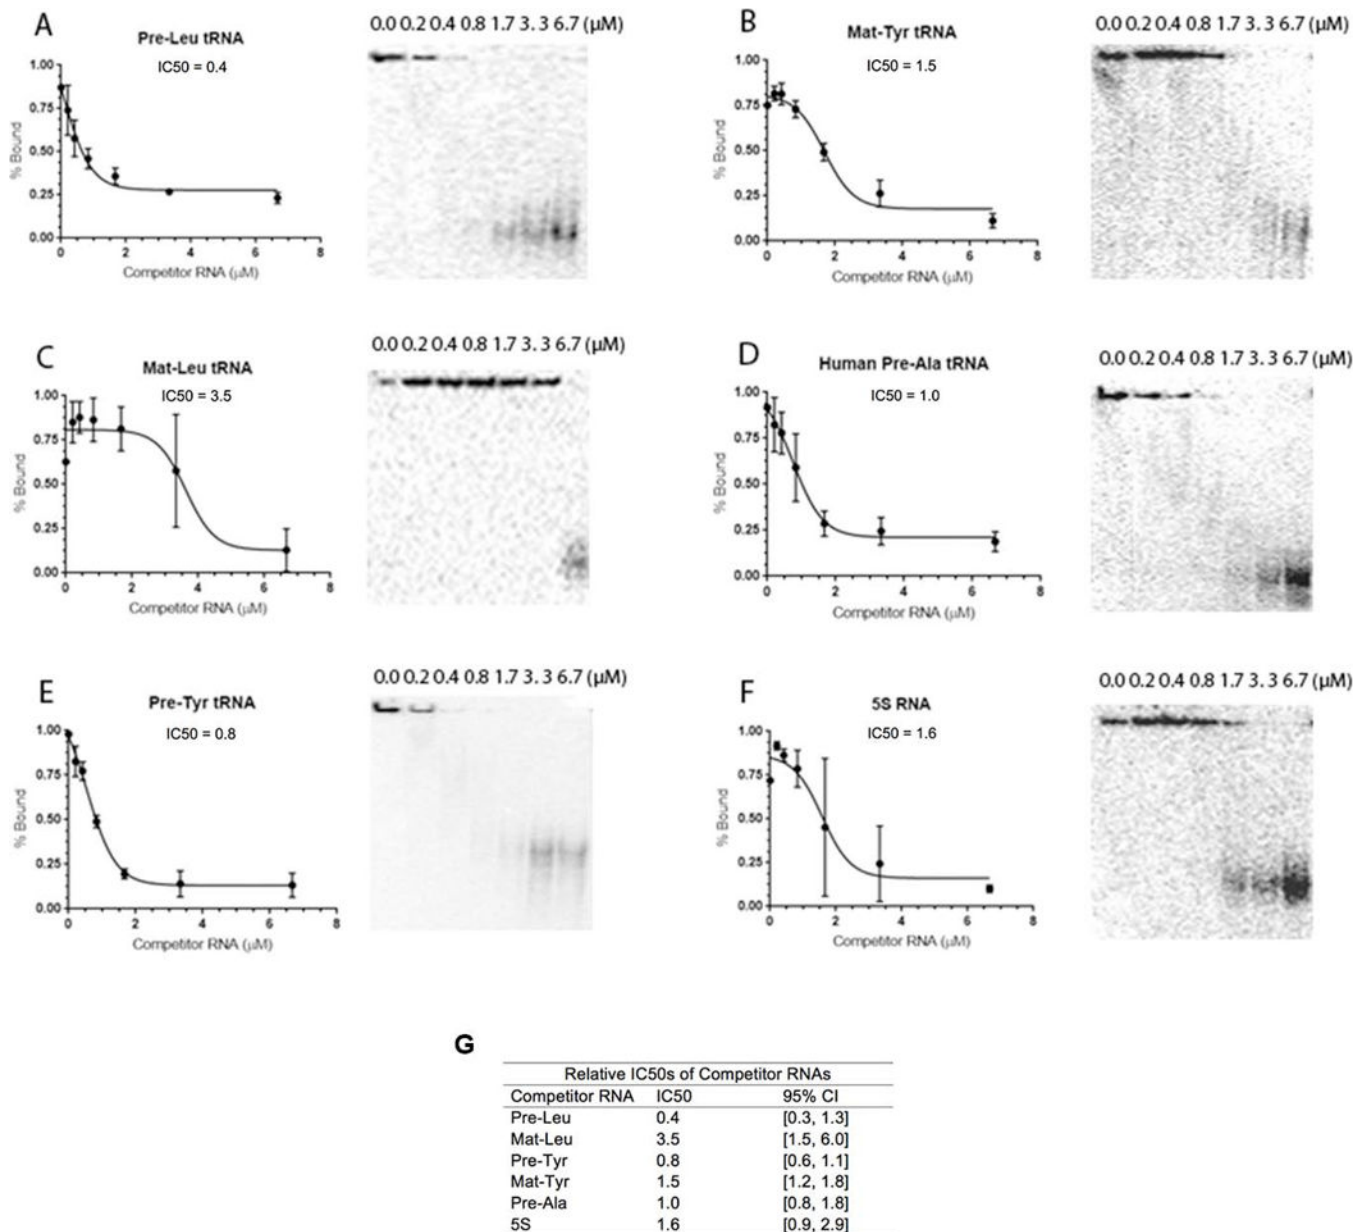 A
Pre-Leu tRNA
IC50 = 0.4
1.00
0.75
0.50
0.25
0.00
% Bound
0 2 4 6 8
Competitor RNA (μM)
0.0 0.2 0.4 0.8 1.7 3. 3 6.7 (μM)
B
Mat-Tyr tRNA
IC50 = 1.5
1.00
0.75
0.50
0.25
0.00
% Bound
0 2 4 6 8
Competitor RNA (μM)
0.0 0.2 0.4 0.8 1.7 3. 3 6.7 (μM)
C
Mat-Leu tRNA
IC50 = 3.5
1.00
0.75
0.50
0.25
0.00
% Bound
0 2 4 6 8
Competitor RNA (μM)
0.0 0.2 0.4 0.8 1.7 3. 3 6.7 (μM)
D
Human Pre-Ala tRNA
IC50 = 1.0
1.00
0.75
0.50
0.25
0.00
% Bound
0 2 4 6 8
Competitor RNA (μM)
0.0 0.2 0.4 0.8 1.7 3. 3 6.7 (μM)
E
Pre-Tyr tRNA
IC50 = 0.8
1.00
0.75
0.50
0.25
0.00
% Bound
0 2 4 6 8
Competitor RNA (μM)
0.0 0.2 0.4 0.8 1.7 3. 3 6.7 (μM)
F
5S RNA
IC50 = 1.6
1.00
0.75
0.50
0.25
0.00
% Bound
0 2 4 6 8
Competitor RNA (μM)
0.0 0.2 0.4 0.8 1.7 3. 3 6.7 (μM)
G
Relative IC50s of Competitor RNAs
Competitor RNA IC50 95% CI
Pre-Leu 0.4 [0.3, 1.3]
Mat-Leu 3.5 [1.5, 6.0]
Pre-Tyr 0.8 [0.6, 1.1]
Mat-Tyr 1.5 [1.2, 1.8]
Pre-Ala 1.0 [0.8, 1.8]
5S 1.6 [0.9, 2.9]